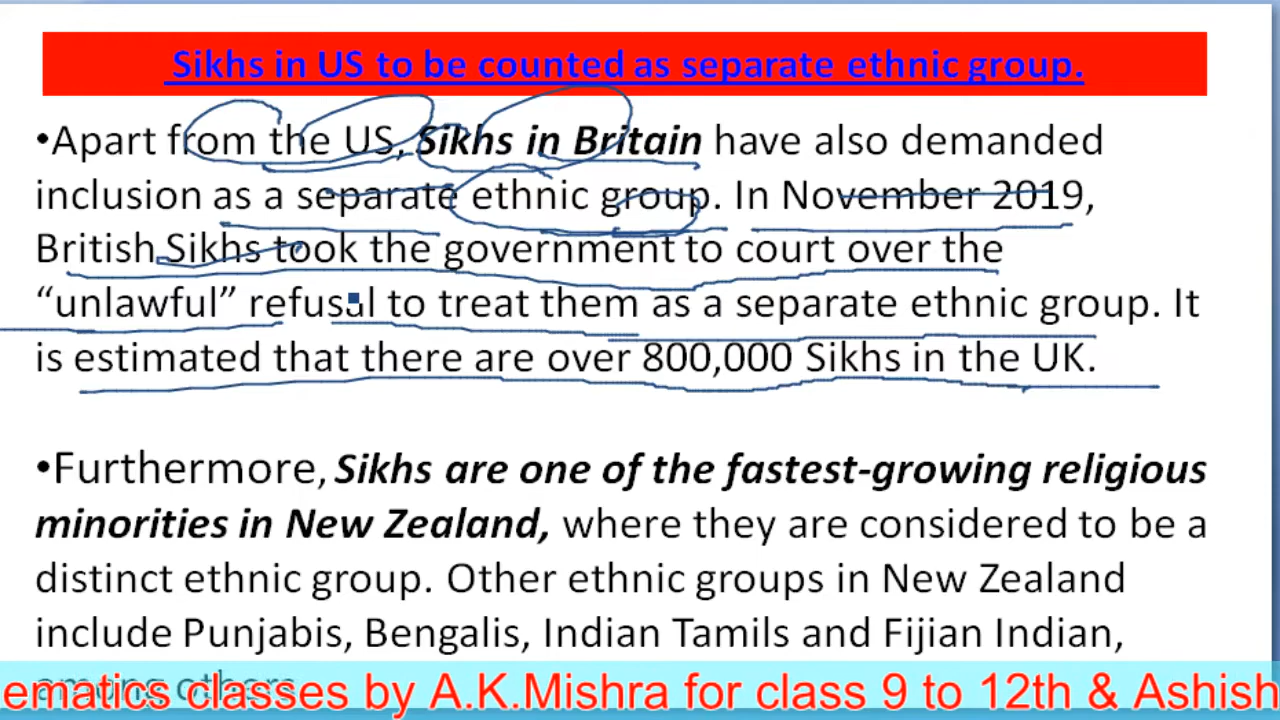 Sikhs in US to be counted as separate ethnic group.
•Apart from the US, Sikhs in Britain have also demanded
inclusion as a separate ethnic group. In November 2019,
British Sikhs took the government to court over the
“unlawful” refusal to treat them as a separate ethnic group. It
is estimated that there are over 800,000 Sikhs in the UK.
•Furthermore, Sikhs are one of the fastest-growing religious
minorities in New Zealand, where they are considered to be a
distinct ethnic group. Other ethnic groups in New Zealand
include Punjabis, Bengalis, Indian Tamils and Fijian Indian,
among others.
ematics classes by A.K.Mishra for class 9 to 12th & Ashish